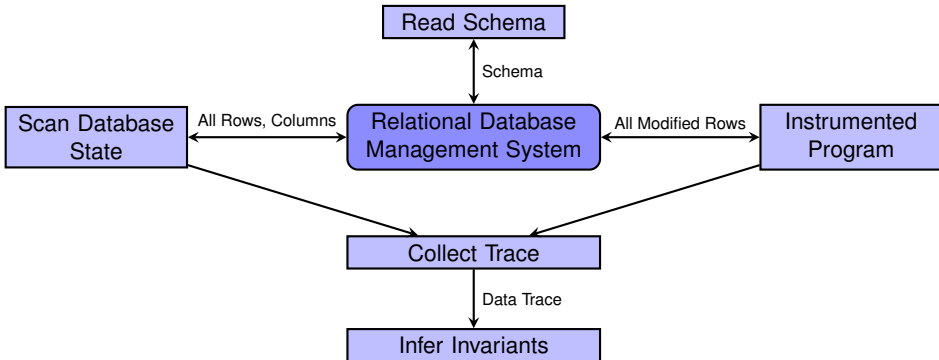 Read Schema
Schema
Scan Database
State
All Rows, Columns
Relational Database
Management System
All Modified Rows
Instrumented
Program
Collect Trace
Data Trace
Infer Invariants